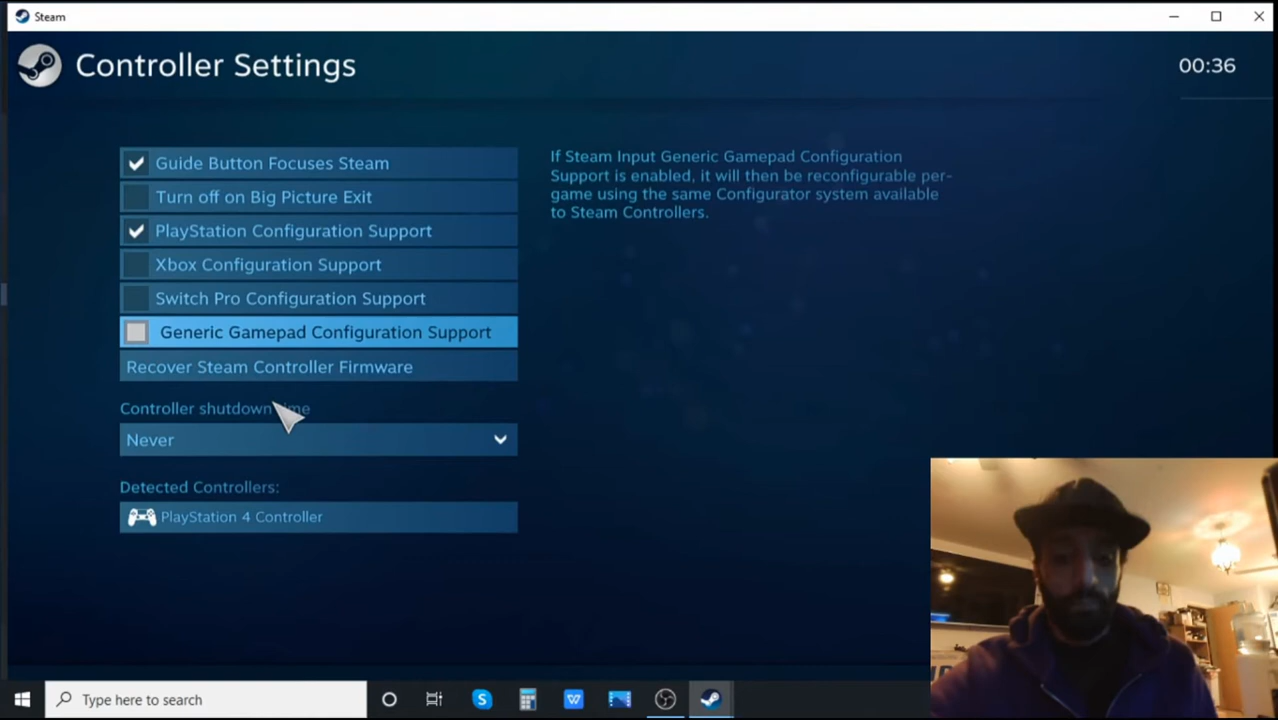 Steam
Controller Settings
00:36
Guide Button Focuses Steam
Turn off on Big Picture Exit
PlayStation Configuration Support
Xbox Configuration Support
Switch Pro Configuration Support
Generic Gamepad Configuration Support
Recover Steam Controller Firmware
Controller shutdown time
Never
Detected Controllers:
PlayStation 4 Controller
If Steam Input Generic Gamepad Configuration
Support is enabled, it will then be reconfigurable per-
game using the same Configurator system available
to Steam Controllers.
Type here to search
W